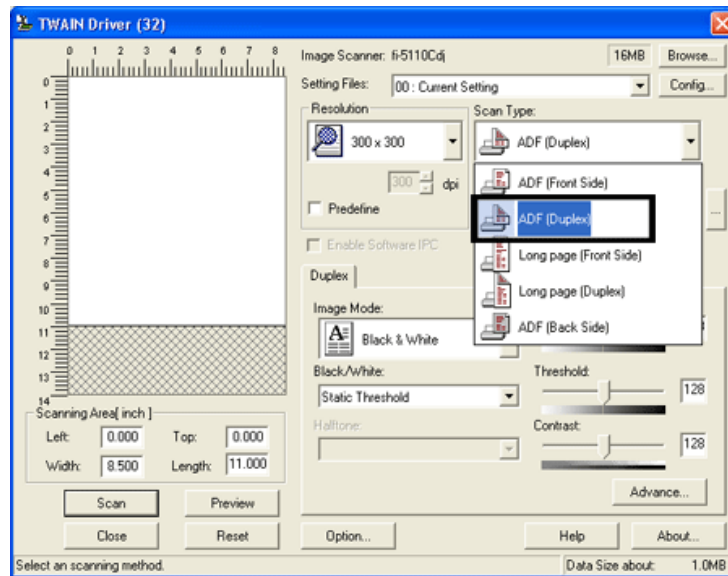 TWAIN Driver (32)
0 1 2 3 4 5 6 7 8
0
1
2
3
4
5
6
7
8
9
10
11
12
13
14
Image Scanner: fi-5110Cdj
16MB
Browse...
Setting Files:
00 : Current Setting
Config...
Resolution
300 x 300
300
dpi
Predefine
Scan Type:
ADF (Duplex)
ADF (Front Side)
ADF (Duplex)
Long page (Front Side)
Long page (Duplex)
ADF (Back Side)
...
Enable Software IPC
Duplex
Image Mode:
Black & White
Black/White:
Static Threshold
Halftone:
Threshold:
128
Contrast:
128
Advance...
Scanning Area[ inch ]
Left: 0.000 Top: 0.000
Width: 8.500 Length: 11.000
Scan Preview
Close Reset
Option... Help About...
Select an scanning method.
Data Size about: 1.0MB